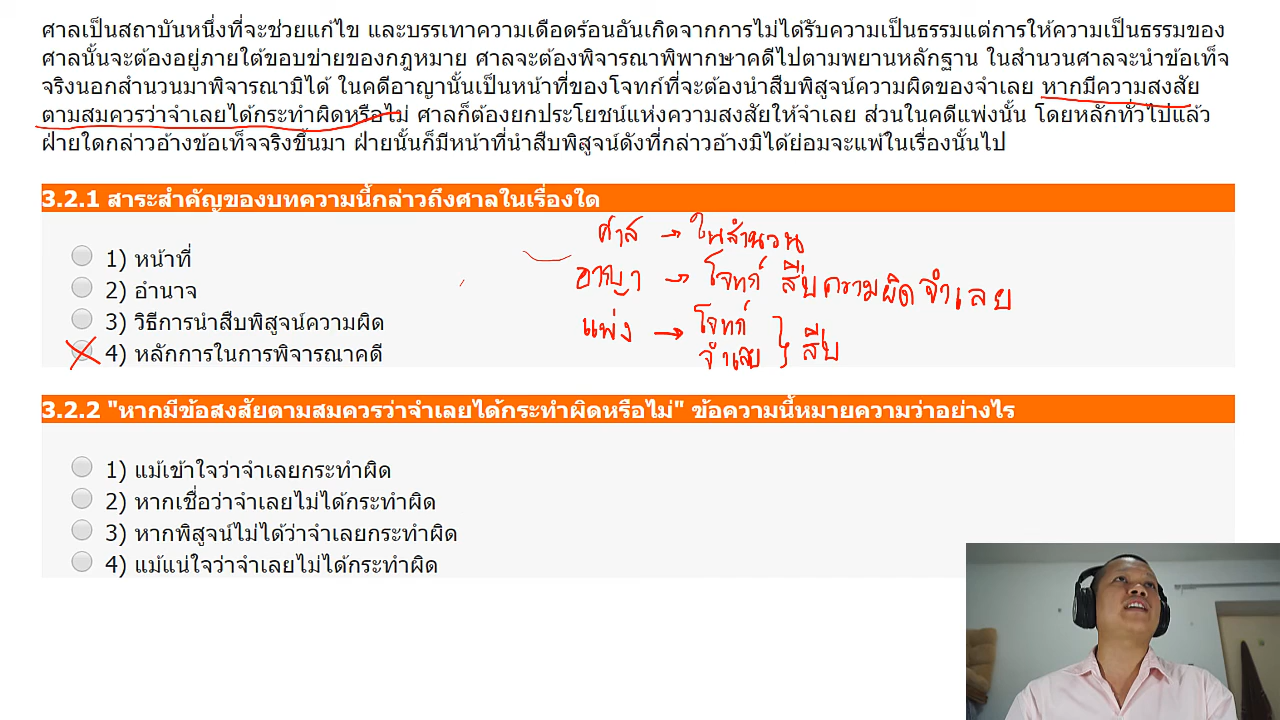 ศาลเป็นสถาบันหนึ่งที่จะช่วยแก้ไข และบรรเทาความเดือดร้อนอันเกิดจากการไม่ได้รับความเป็นธรรมแต่การให้ความเป็นธรรมของ
ศาลนั้นจะต้องอยู่ภายใต้ขอบข่ายของกฎหมาย ศาลจะต้องพิจารณาพิพากษาคดีไปตามพยานหลักฐาน ในสำนวนศาลจะนำข้อเท็จ
จริงนอกสำนวนมาพิจารณามิได้ ในคดีอาญานั้นเป็นหน้าที่ของโจทก์ที่จะต้องนำสืบพิสูจน์ความผิดของจำเลย หากมีความสงสัย
ตามสมควรว่าจำเลยได้กระทำผิดหรือไม่ ศาลก็ต้องยกประโยชน์แห่งความสงสัยให้จำเลย ส่วนในคดีแพ่งนั้น โดยหลักทั่วไปแล้ว
ฝ่ายใดกล่าวอ้างข้อเท็จจริงขึ้นมา ฝ่ายนั้นก็มีหน้าที่นำสืบพิสูจน์ดังที่กล่าวอ้างมิได้ย่อมจะแพ้ในเรื่องนั้นไป
3.2.1 สาระสำคัญของบทความนี้กล่าวถึงศาลในเรื่องใด
1) หน้าที่
2) อำนาจ
3) วิธีการนำสืบพิสูจน์ความผิด
4) หลักการในการพิจารณาคดี
ศาล → ในสำนวน
อาญา → โจทก์ สืบความผิดจำเลย
แพ่ง → โจทก์
จำเลย } สืบ
3.2.2 "หากมีข้อสงสัยตามสมควรว่าจำเลยได้กระทำผิดหรือไม่" ข้อความนี้หมายความว่าอย่างไร
1) แม้เข้าใจว่าจำเลยกระทำผิด
2) หากเชื่อว่าจำเลยไม่ได้กระทำผิด
3) หากพิสูจน์ไม่ได้ว่าจำเลยกระทำผิด
4) แม้แน่ใจว่าจำเลยไม่ได้กระทำผิด